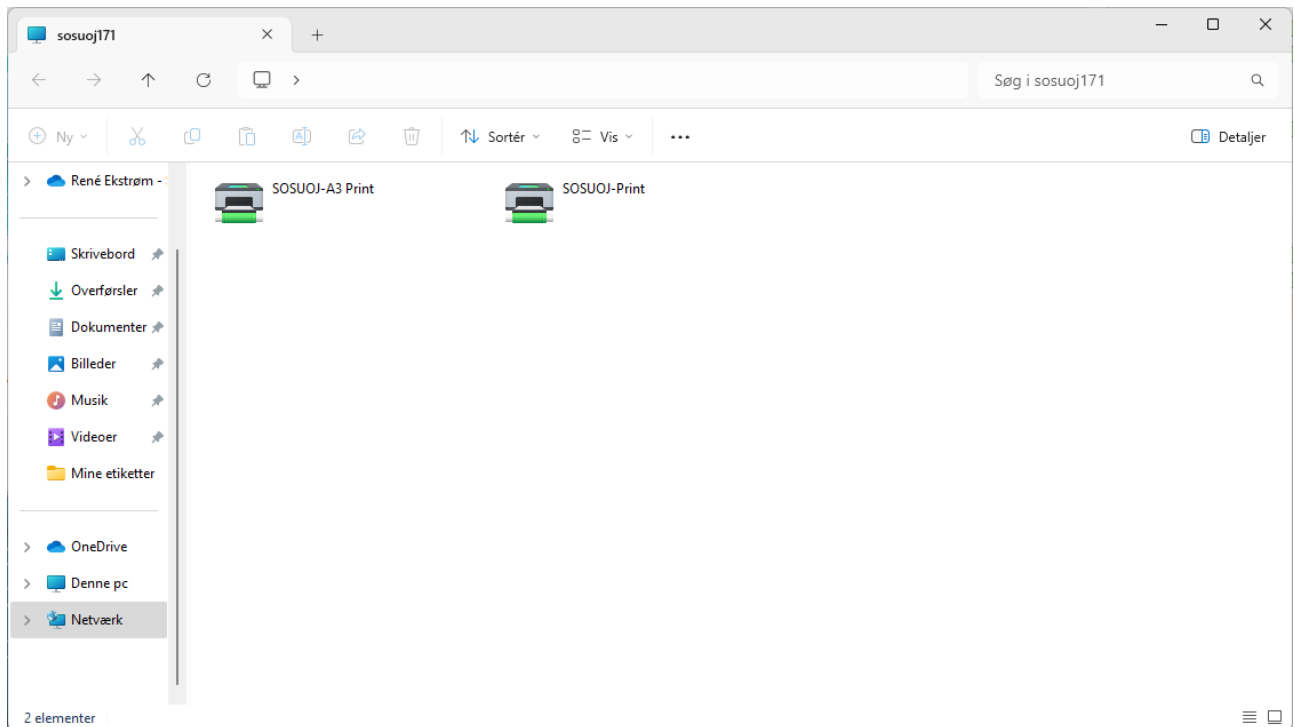 sosuoj171
Søg i sosuoj171
Ny
Sortér
Vis
Detaljer
René Ekstrøm -
SOSUOJ-A3 Print
SOSUOJ-Print
Skrivebord
Overførsler
Dokumenter
Billeder
Musik
Videoer
Mine etiketter
OneDrive
Denne pc
Netværk
2 elementer